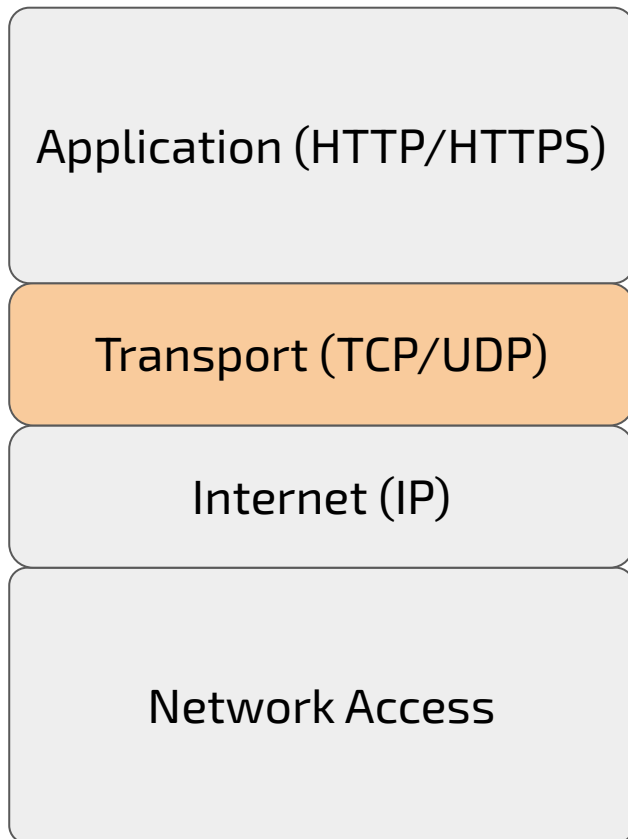 Application (HTTP/HTTPS)
Transport (TCP/UDP)
Internet (IP)
Network Access